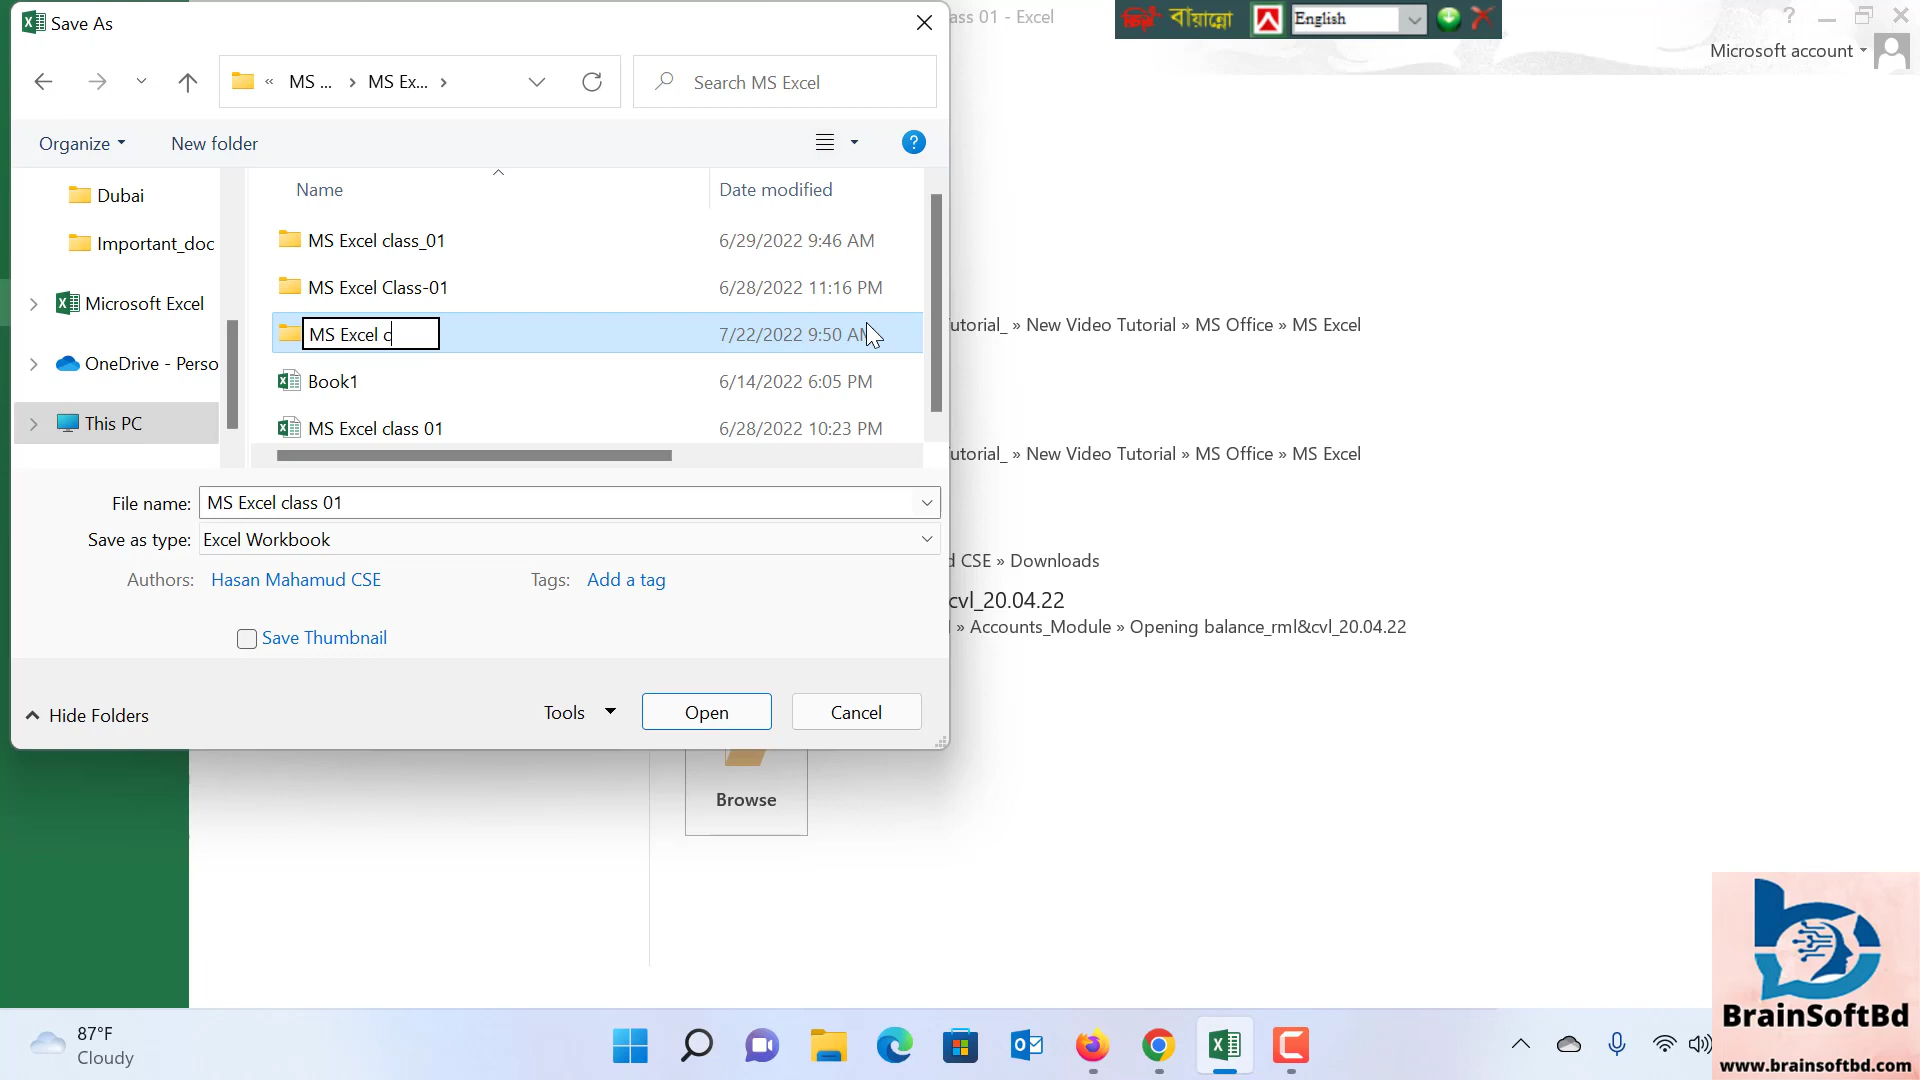 Save As
ass 01 - Excel
বায়ান্নো
English
?
Microsoft account
«
MS ... › MS Ex... ›
Search MS Excel
Organize
New folder
?
Name
Date modified
Dubai
Important_doc
Microsoft Excel
OneDrive - Perso
This PC
MS Excel class_01
6/29/2022 9:46 AM
MS Excel Class-01
6/28/2022 11:16 PM
MS Excel c
7/22/2022 9:50 AM
Book1
6/14/2022 6:05 PM
MS Excel class 01
6/28/2022 10:23 PM
utorial_ » New Video Tutorial » MS Office » MS Excel
utorial_ » New Video Tutorial » MS Office » MS Excel
File name: MS Excel class 01
Save as type: Excel Workbook
Authors: Hasan Mahamud CSE
Tags: Add a tag
d CSE » Downloads
cvl_20.04.22
» Accounts_Module » Opening balance_rml&cvl_20.04.22
Save Thumbnail
Hide Folders
Tools
Open
Cancel
Browse
87°F
Cloudy
BrainSoftBd
www.brainsoftbd.com